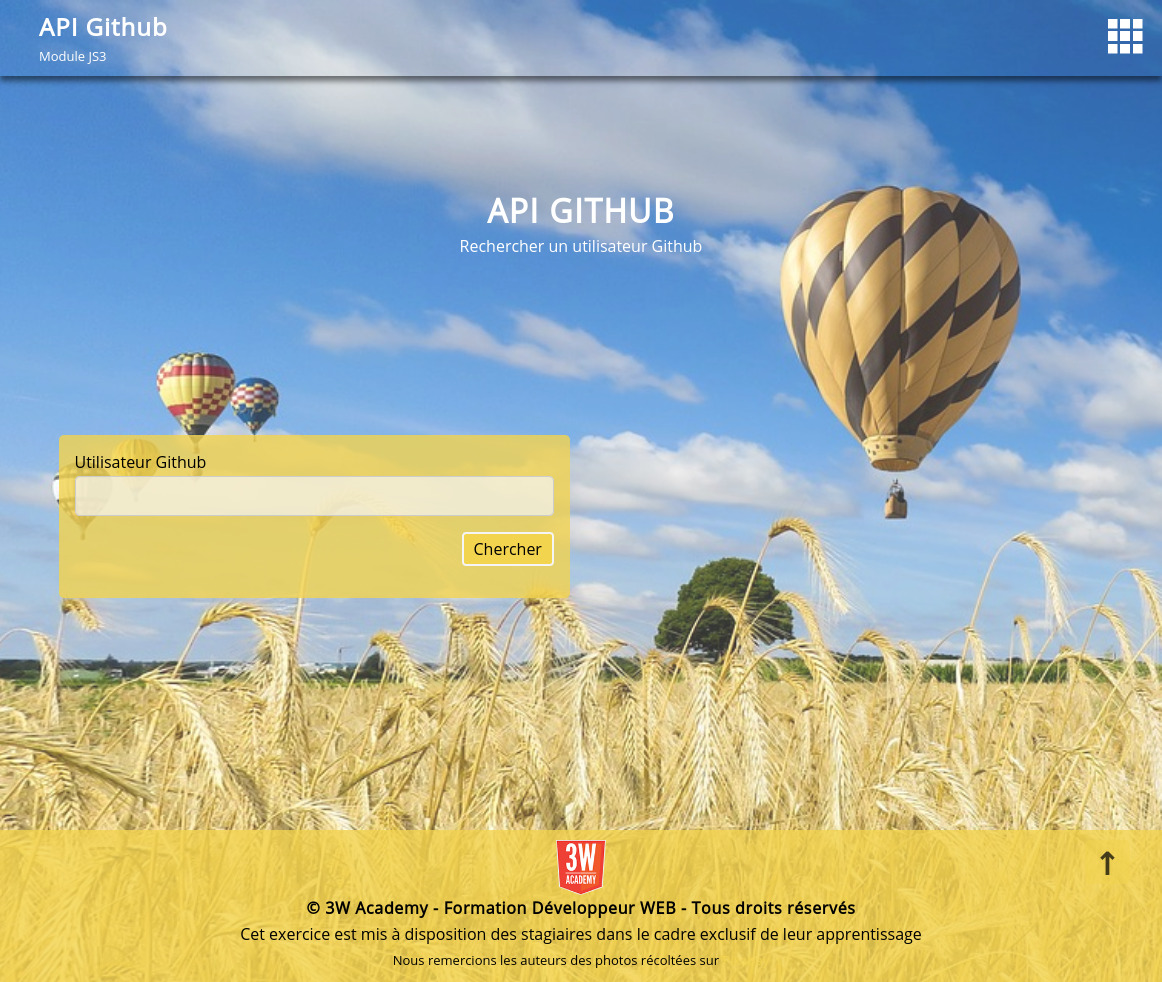 API Github
Module JS3
API GITHUB
Rechercher un utilisateur Github
Utilisateur Github
Chercher
3W
ACADEMY
© 3W Academy - Formation Développeur WEB - Tous droits réservés
Cet exercice est mis à disposition des stagiaires dans le cadre exclusif de leur apprentissage
Nous remercions les auteurs des photos récoltées sur